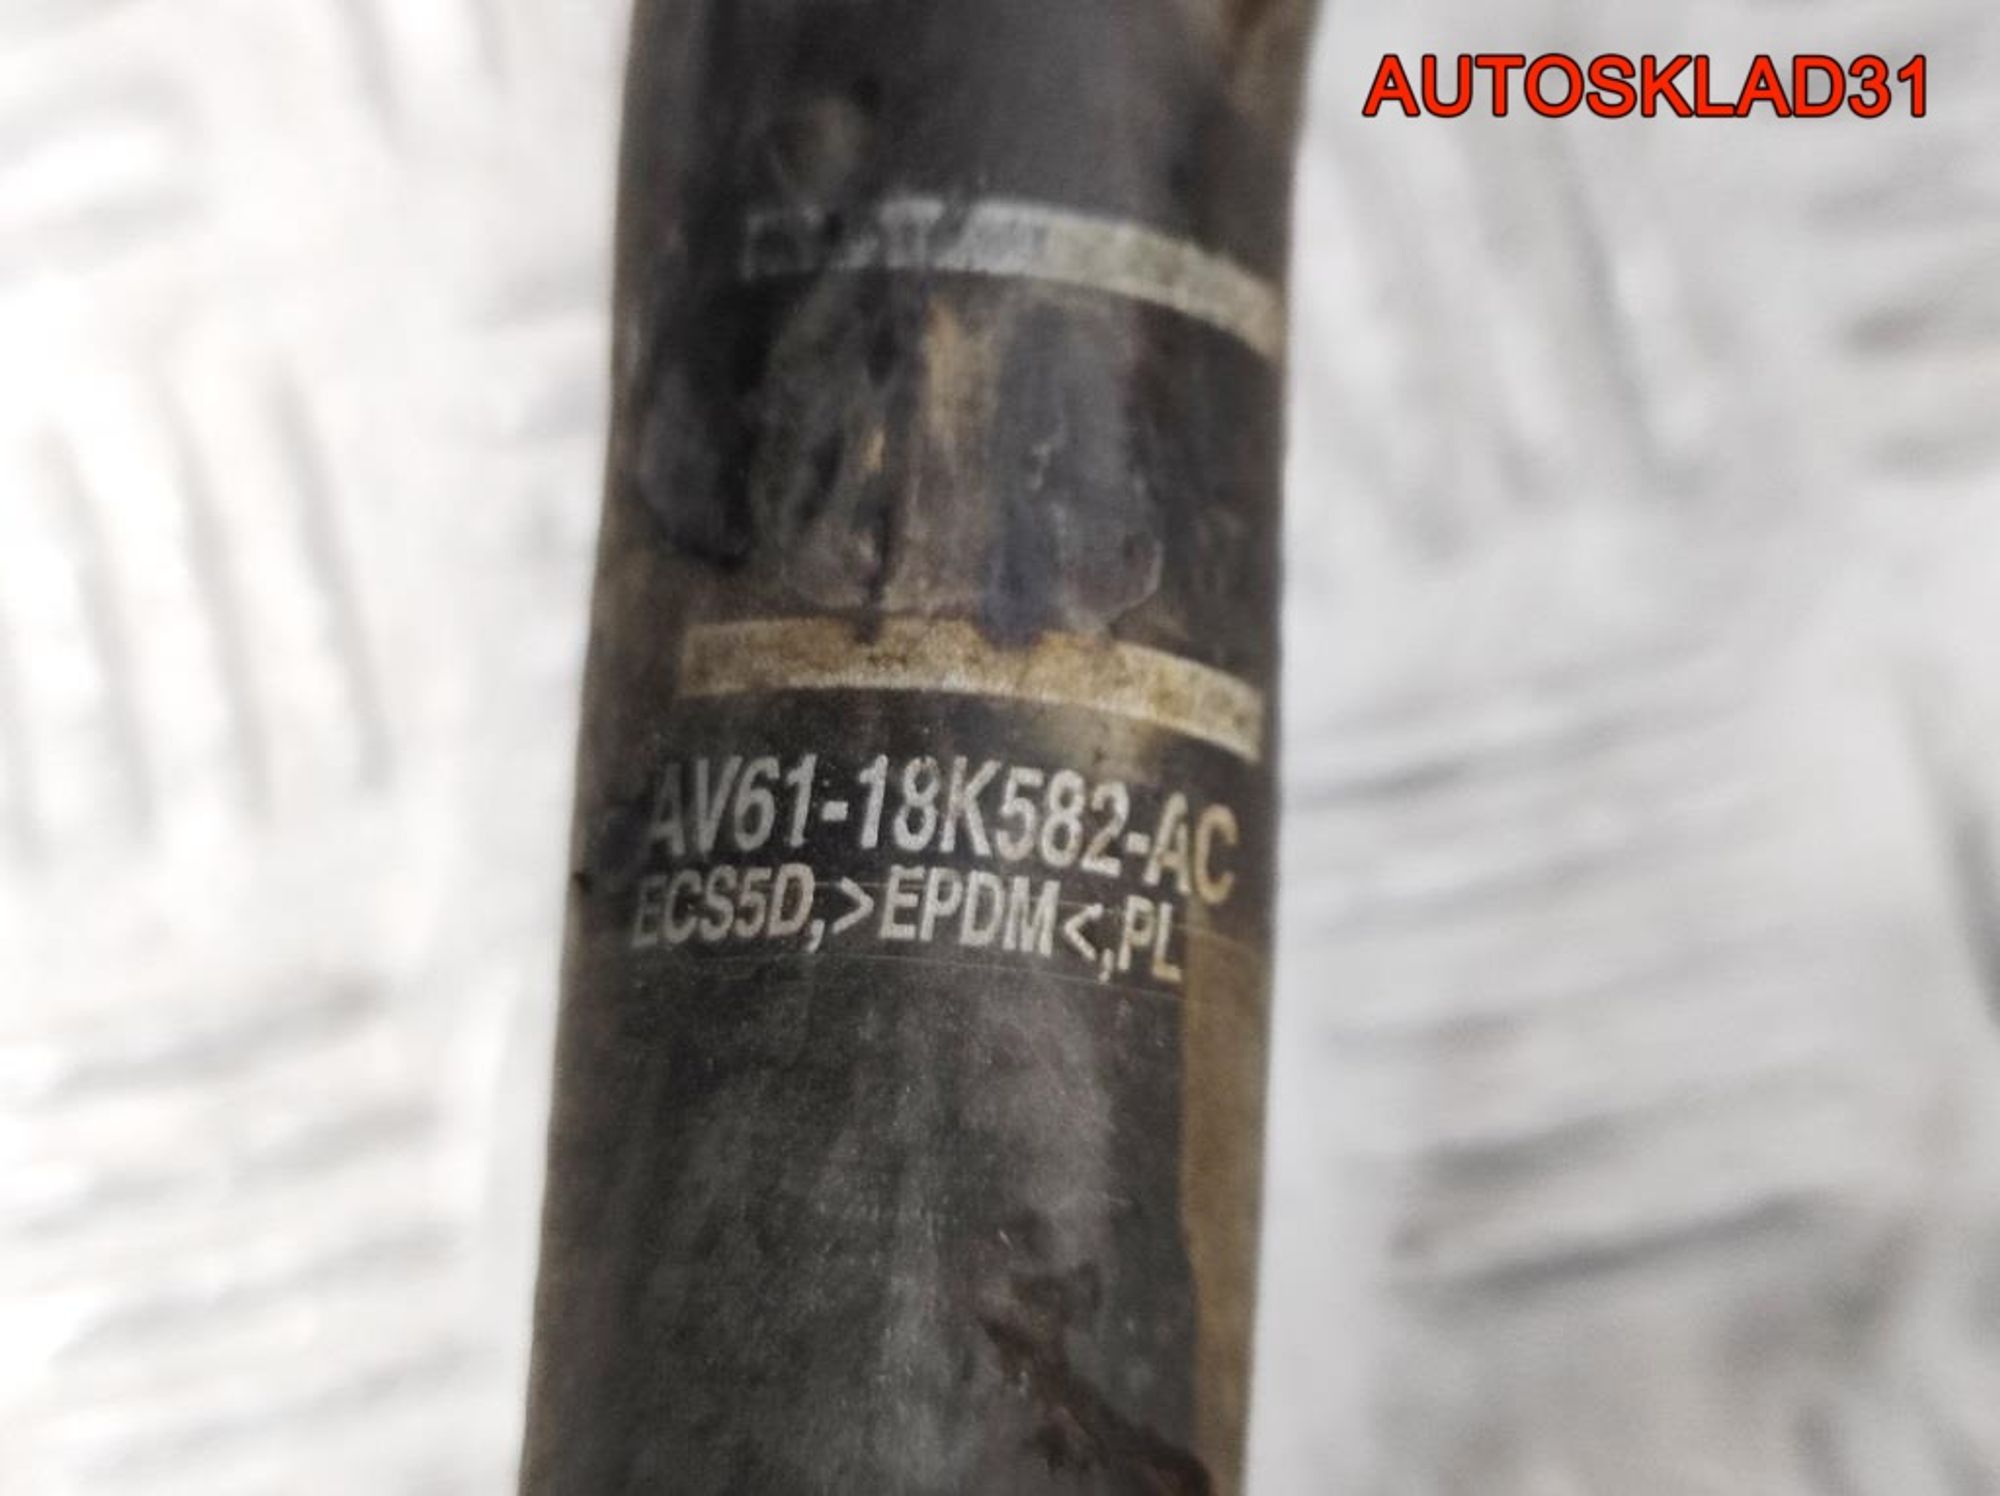 AUTOSKLAD31
AV61-18K582-AC
ECS5D,>EPDM<,PL